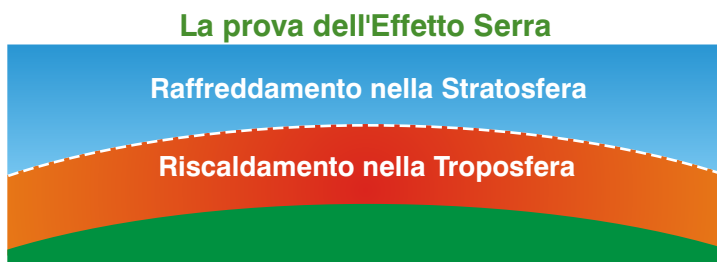 La prova dell'Effetto Serra
Raffreddamento nella Stratosfera
Riscaldamento nella Troposfera